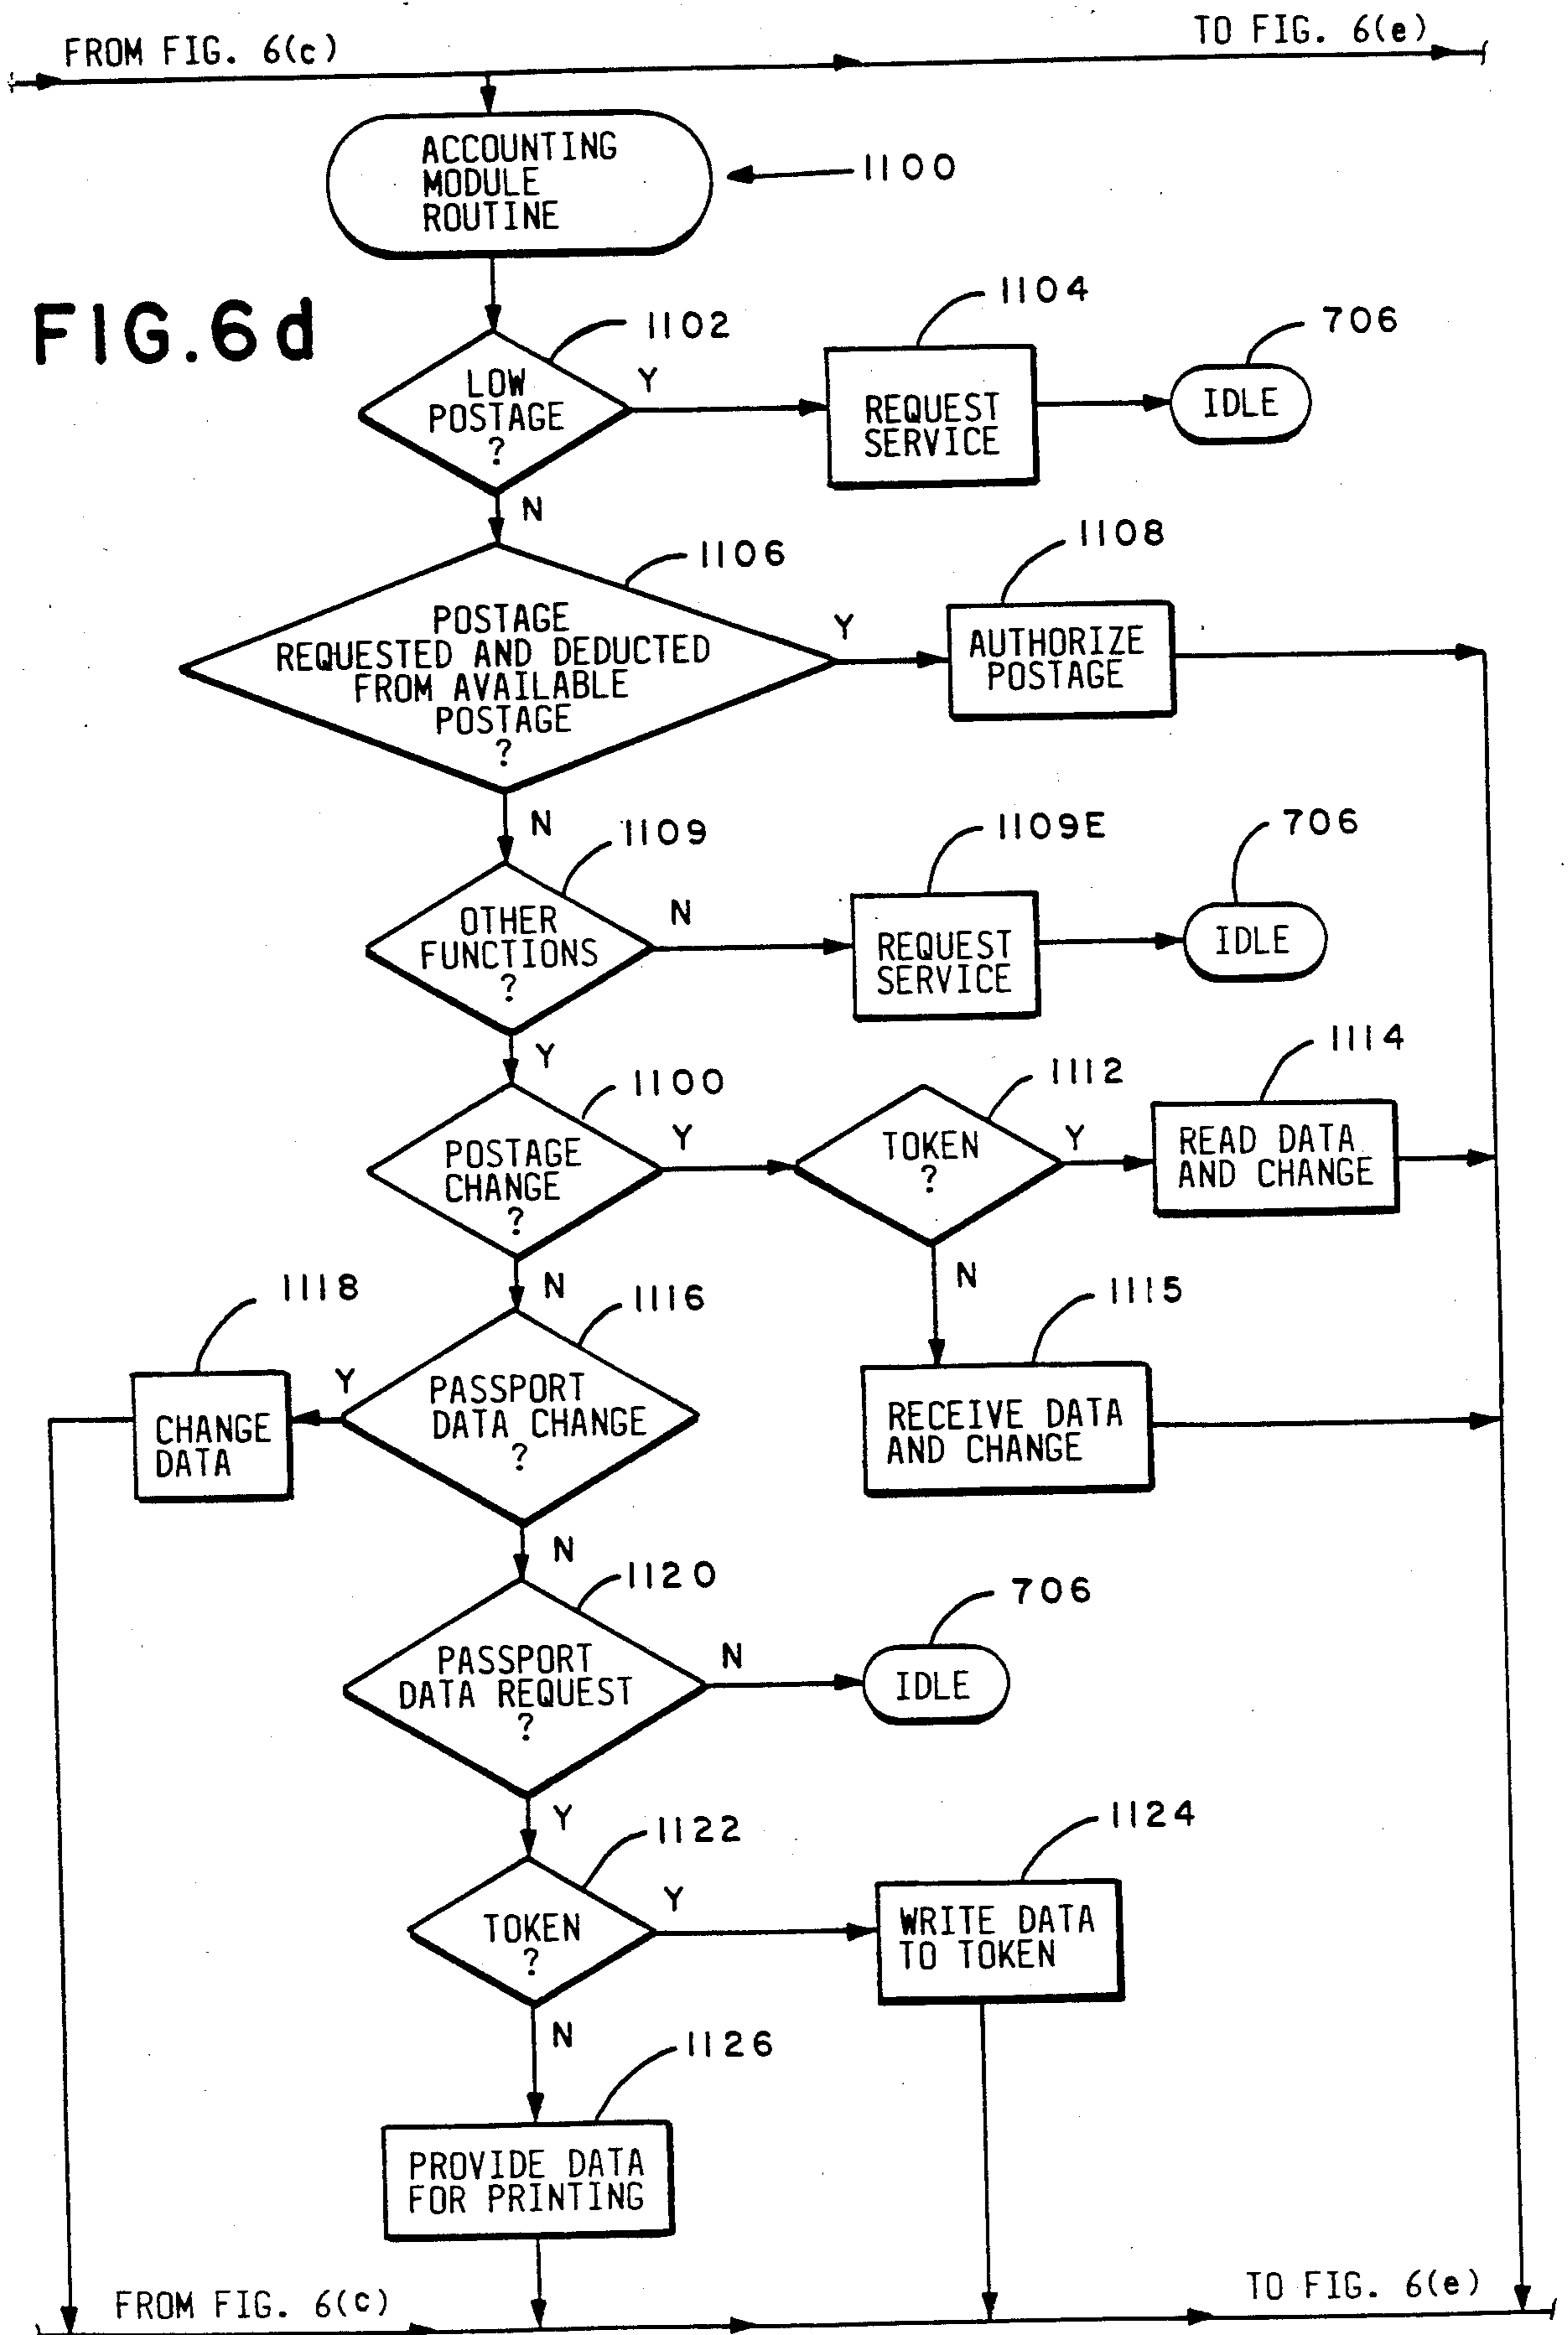 FROM FIG. 6(c)
TO FIG. 6(e)
ACCOUNTING
MODULE
ROUTINE
1100
FIG.6d
1102
LOW
POSTAGE
?
Y
N
1104
REQUEST
SERVICE
706
IDLE
1106
POSTAGE
REQUESTED AND DEDUCTED
FROM AVAILABLE
POSTAGE
?
Y
N
1108
AUTHORIZE
POSTAGE
1109
OTHER
FUNCTIONS
?
N
Y
1109E
REQUEST
SERVICE
706
IDLE
1100
POSTAGE
CHANGE
?
Y
N
1112
TOKEN
?
Y
N
1114
READ DATA
AND CHANGE
1115
RECEIVE DATA
AND CHANGE
1116
PASSPORT
DATA CHANGE
?
Y
N
1118
CHANGE
DATA
1120
PASSPORT
DATA REQUEST
?
N
Y
706
IDLE
1122
TOKEN
?
Y
N
1124
WRITE DATA
TO TOKEN
1126
PROVIDE DATA
FOR PRINTING
FROM FIG. 6(c)
TO FIG. 6(e)